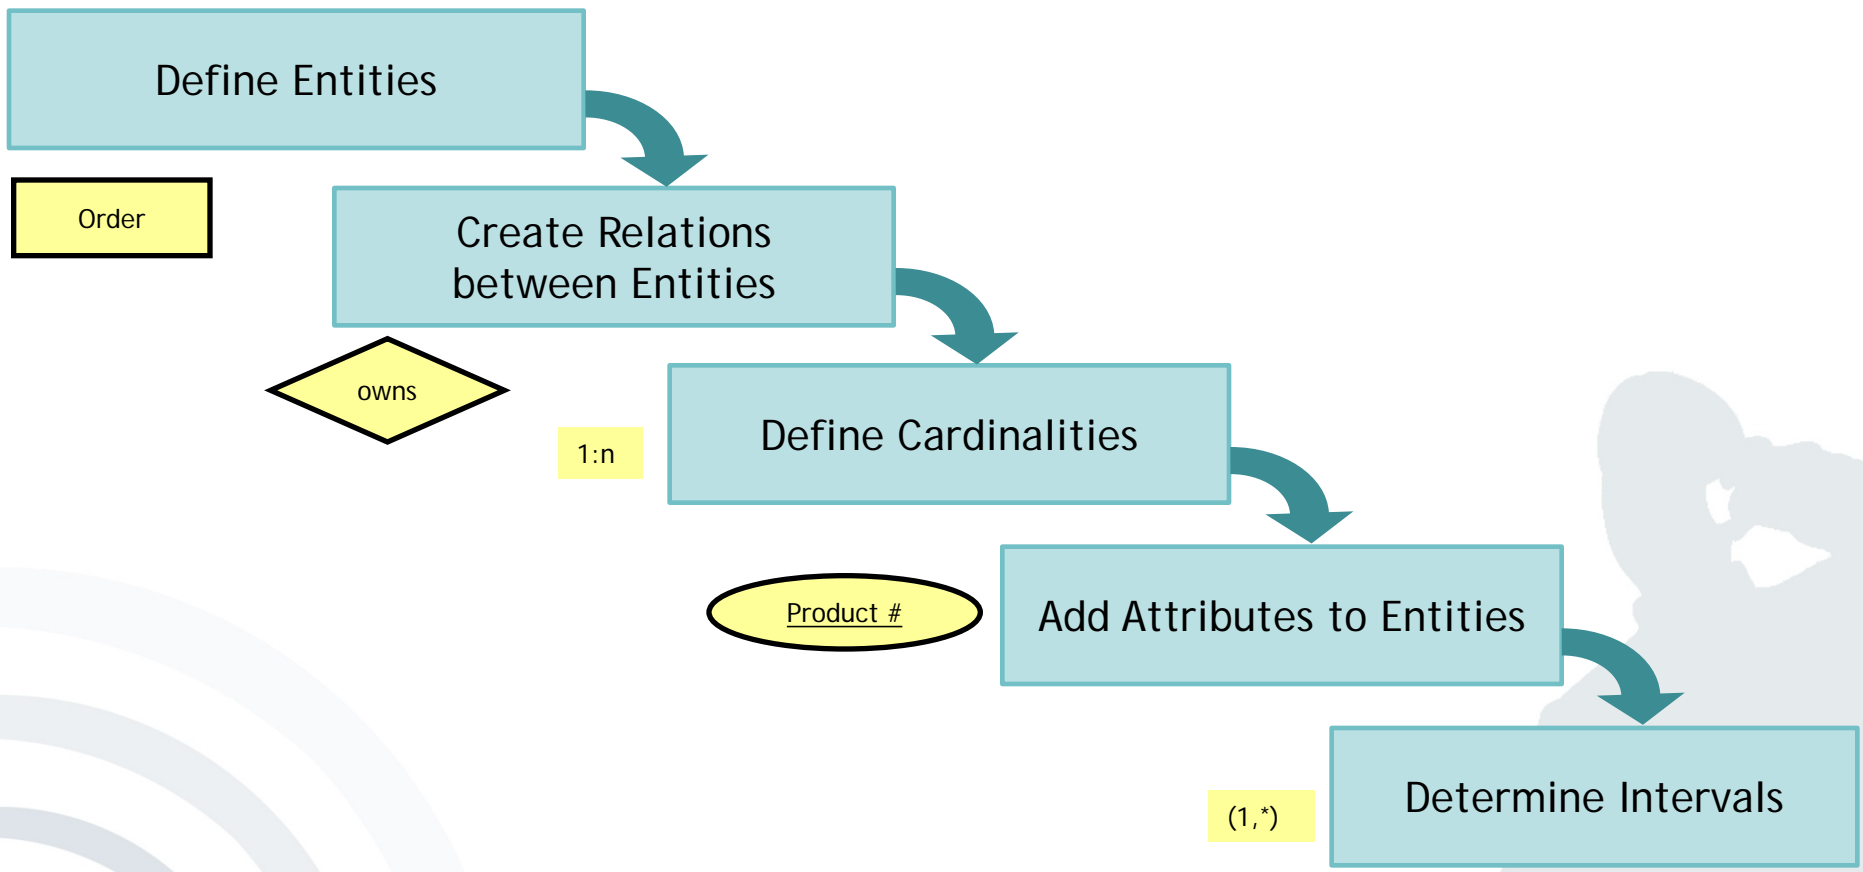 Define Entities
Order
Create Relations
between Entities
owns
Define Cardinalities
1:n
Add Attributes to Entities
Product #
Determine Intervals
(1,*)